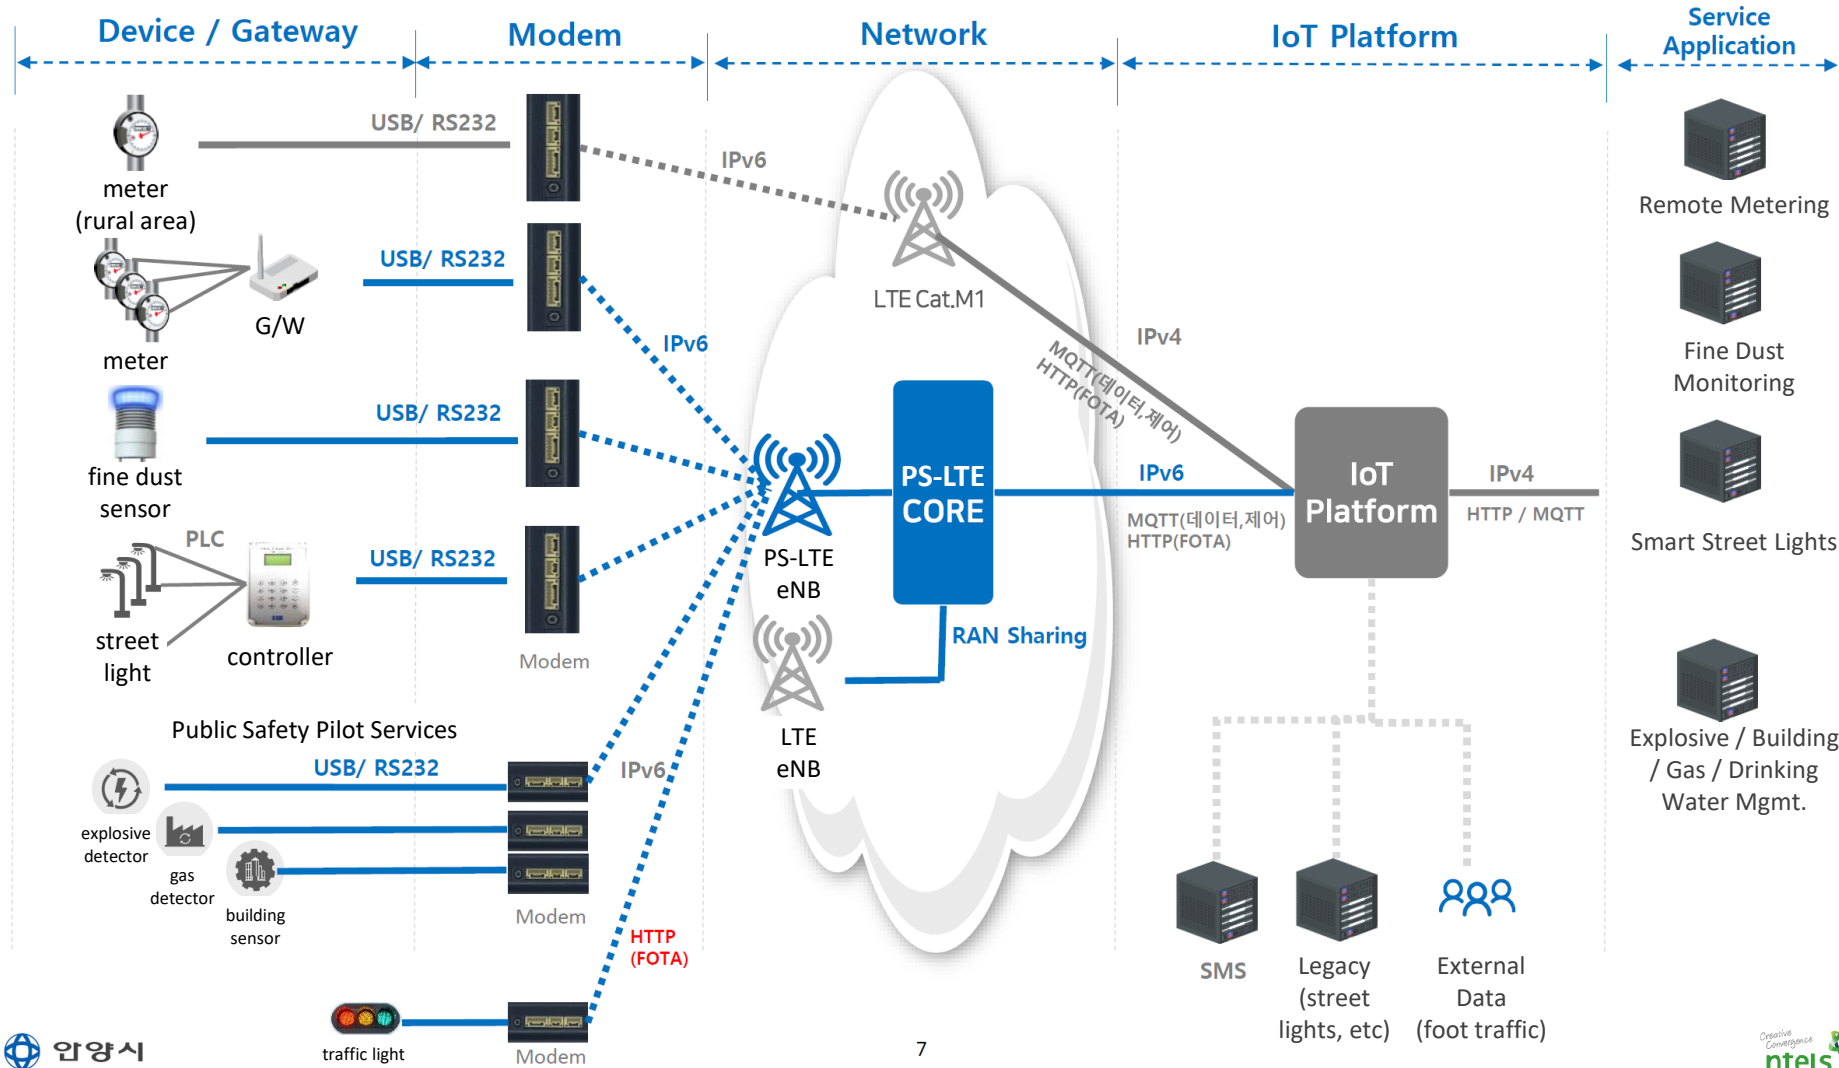 Device / Gateway
Modem
Network
IoT Platform
Service
Application
USB/ RS232
IPv6
meter
(rural area)
Remote Metering
USB/ RS232
G/W
meter
LTE Cat.M1
IPv6
IPv4
MQTT(데이터,제어)
HTTP(FOTA)
Fine Dust
Monitoring
USB/ RS232
fine dust
sensor
PS-LTE
CORE
IPv6
MQTT(데이터,제어)
HTTP(FOTA)
IoT
Platform
IPv4
HTTP / MQTT
Smart Street Lights
PLC
USB/ RS232
street
light
controller
Modem
PS-LTE
eNB
RAN Sharing
LTE
eNB
Public Safety Pilot Services
USB/ RS232
IPv6
explosive
detector
gas
detector
building
sensor
Modem
Explosive / Building
/ Gas / Drinking
Water Mgmt.
HTTP
(FOTA)
SMS
Legacy
(street
lights, etc)
External
Data
(foot traffic)
traffic light
Modem
안양시
7
Creative
Convergence
ntels